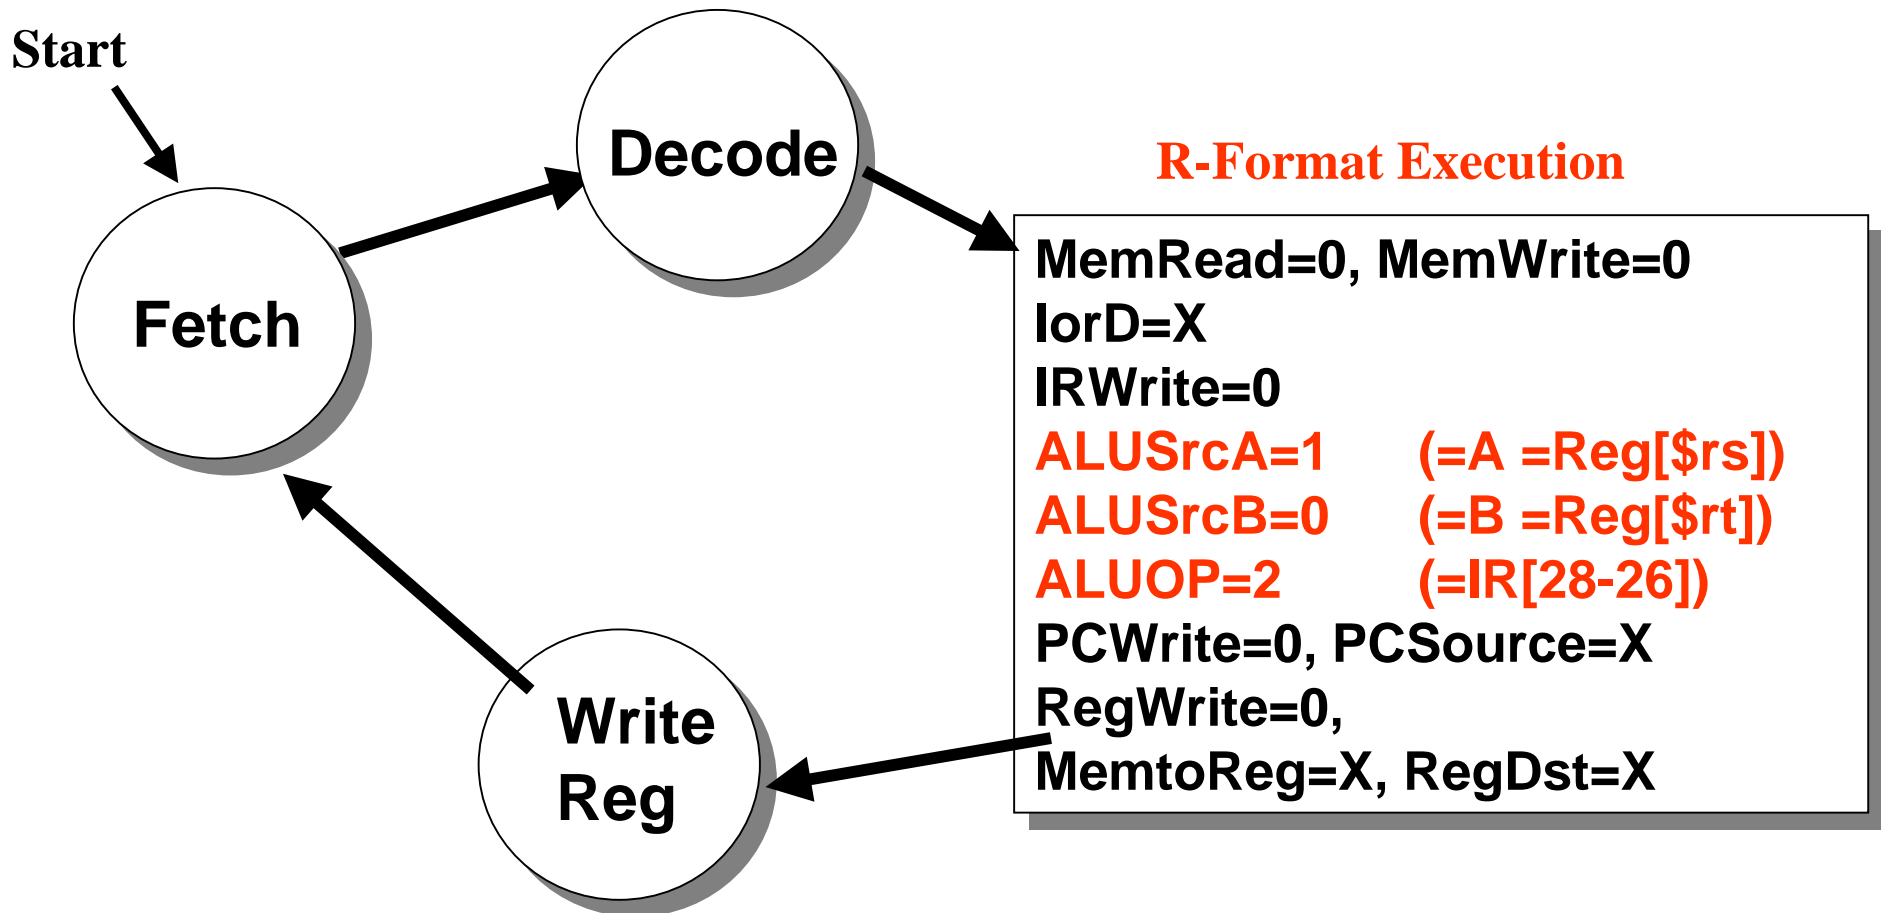 Start
Fetch
Decode
R-Format Execution
MemRead=0, MemWrite=0
IorD=X
IRWrite=0
ALUSrcA=1 (=A =Reg[$rs])
ALUSrcB=0 (=B =Reg[$rt])
ALUOP=2 (=IR[28-26])
PCWrite=0, PCSource=X
RegWrite=0,
MemtoReg=X, RegDst=X
Write
Reg